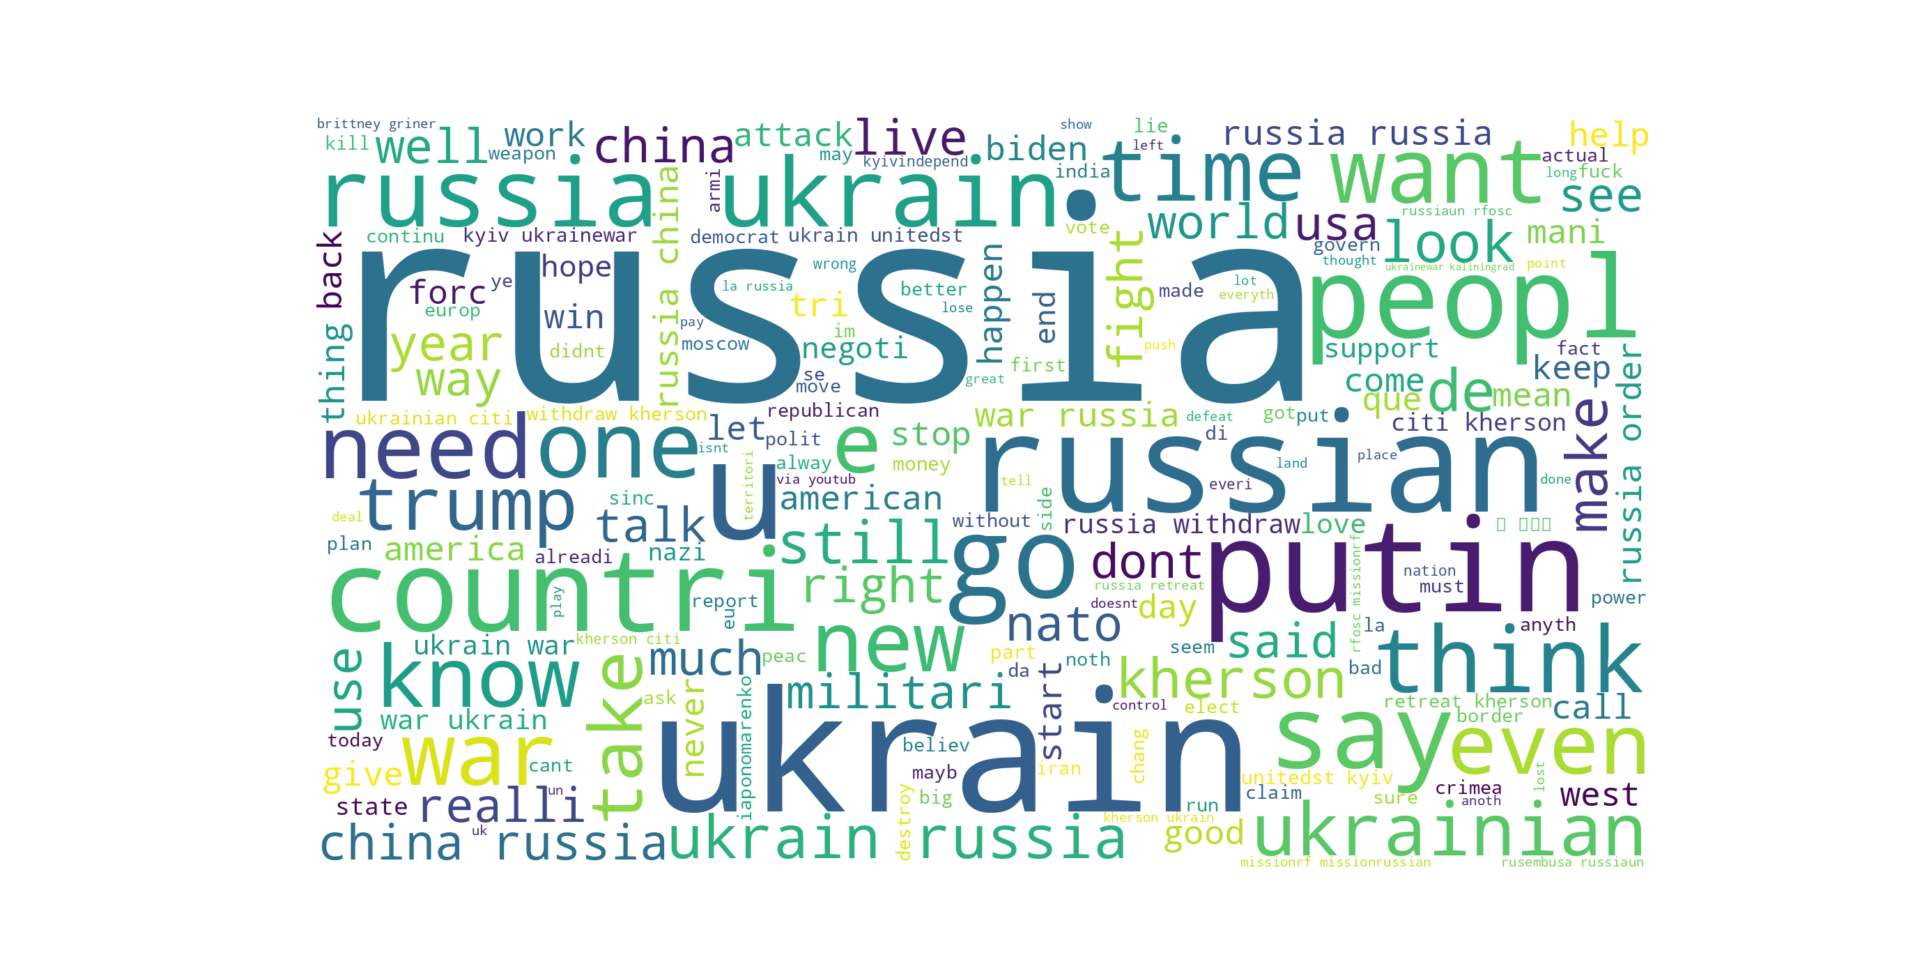 brittney griner
kill
well
work
weapon
china
attack
live
may
kyivindepend
biden
show
lie
left
russia russia
help
actual
long
fuck
russia
ukrain
armi
india
time
want
see
world
usa
russiaun rfosc
vote
look
mani
govern
thought
ukrainewar kaliningrad
point
continu
kyiv ukrainewar
democrat
ukrain unitedst
back
russia china
hope
ye
forc
europ
wrong
la russia
better
lose
happen
end
fight
made
lot
everyth
russia
peopl
tri
win
im
pay
moscow
negoti
didnt
year
way
thing
se
move
great
first
push
support
fact
keep
come
de
mean
que
russia order
ukrainian citi
withdraw kherson
republican
war russia
defeat
got
put
citi kherson
make
need
one
let
polit
isnt
e
stop
di
alway
money
via youtub
russian
land
place
everi
tell
done
trump
sinc
u
territori
american
talk
deal
plan
america
alreadi
nazi
still
without
side
russia withdraw
love
go
dont
putin
russia retreat
rfosc missionrf
nation
must
power
countri
play
right
report
eu
doesnt
day
new
nato
said
la
anyth
ukrain war
kherson citi
much
peac
part
da
noth
seem
bad
think
use
know
take
never
ask
iaponomarenko
militari
start
kherson
control
elect
retreat kherson
border
call
war ukrain
today
war
cant
ukrain
believ
mayb
iran
chang
say
even
give
unitedst kyiv
claim
sure
crimea
anoth
lost
west
state
realli
un
big
destroy
run
kherson ukrain
good
ukrainian
china russia
uk
ukrain russia
missionrf missionrussian
rusembusa russiaun